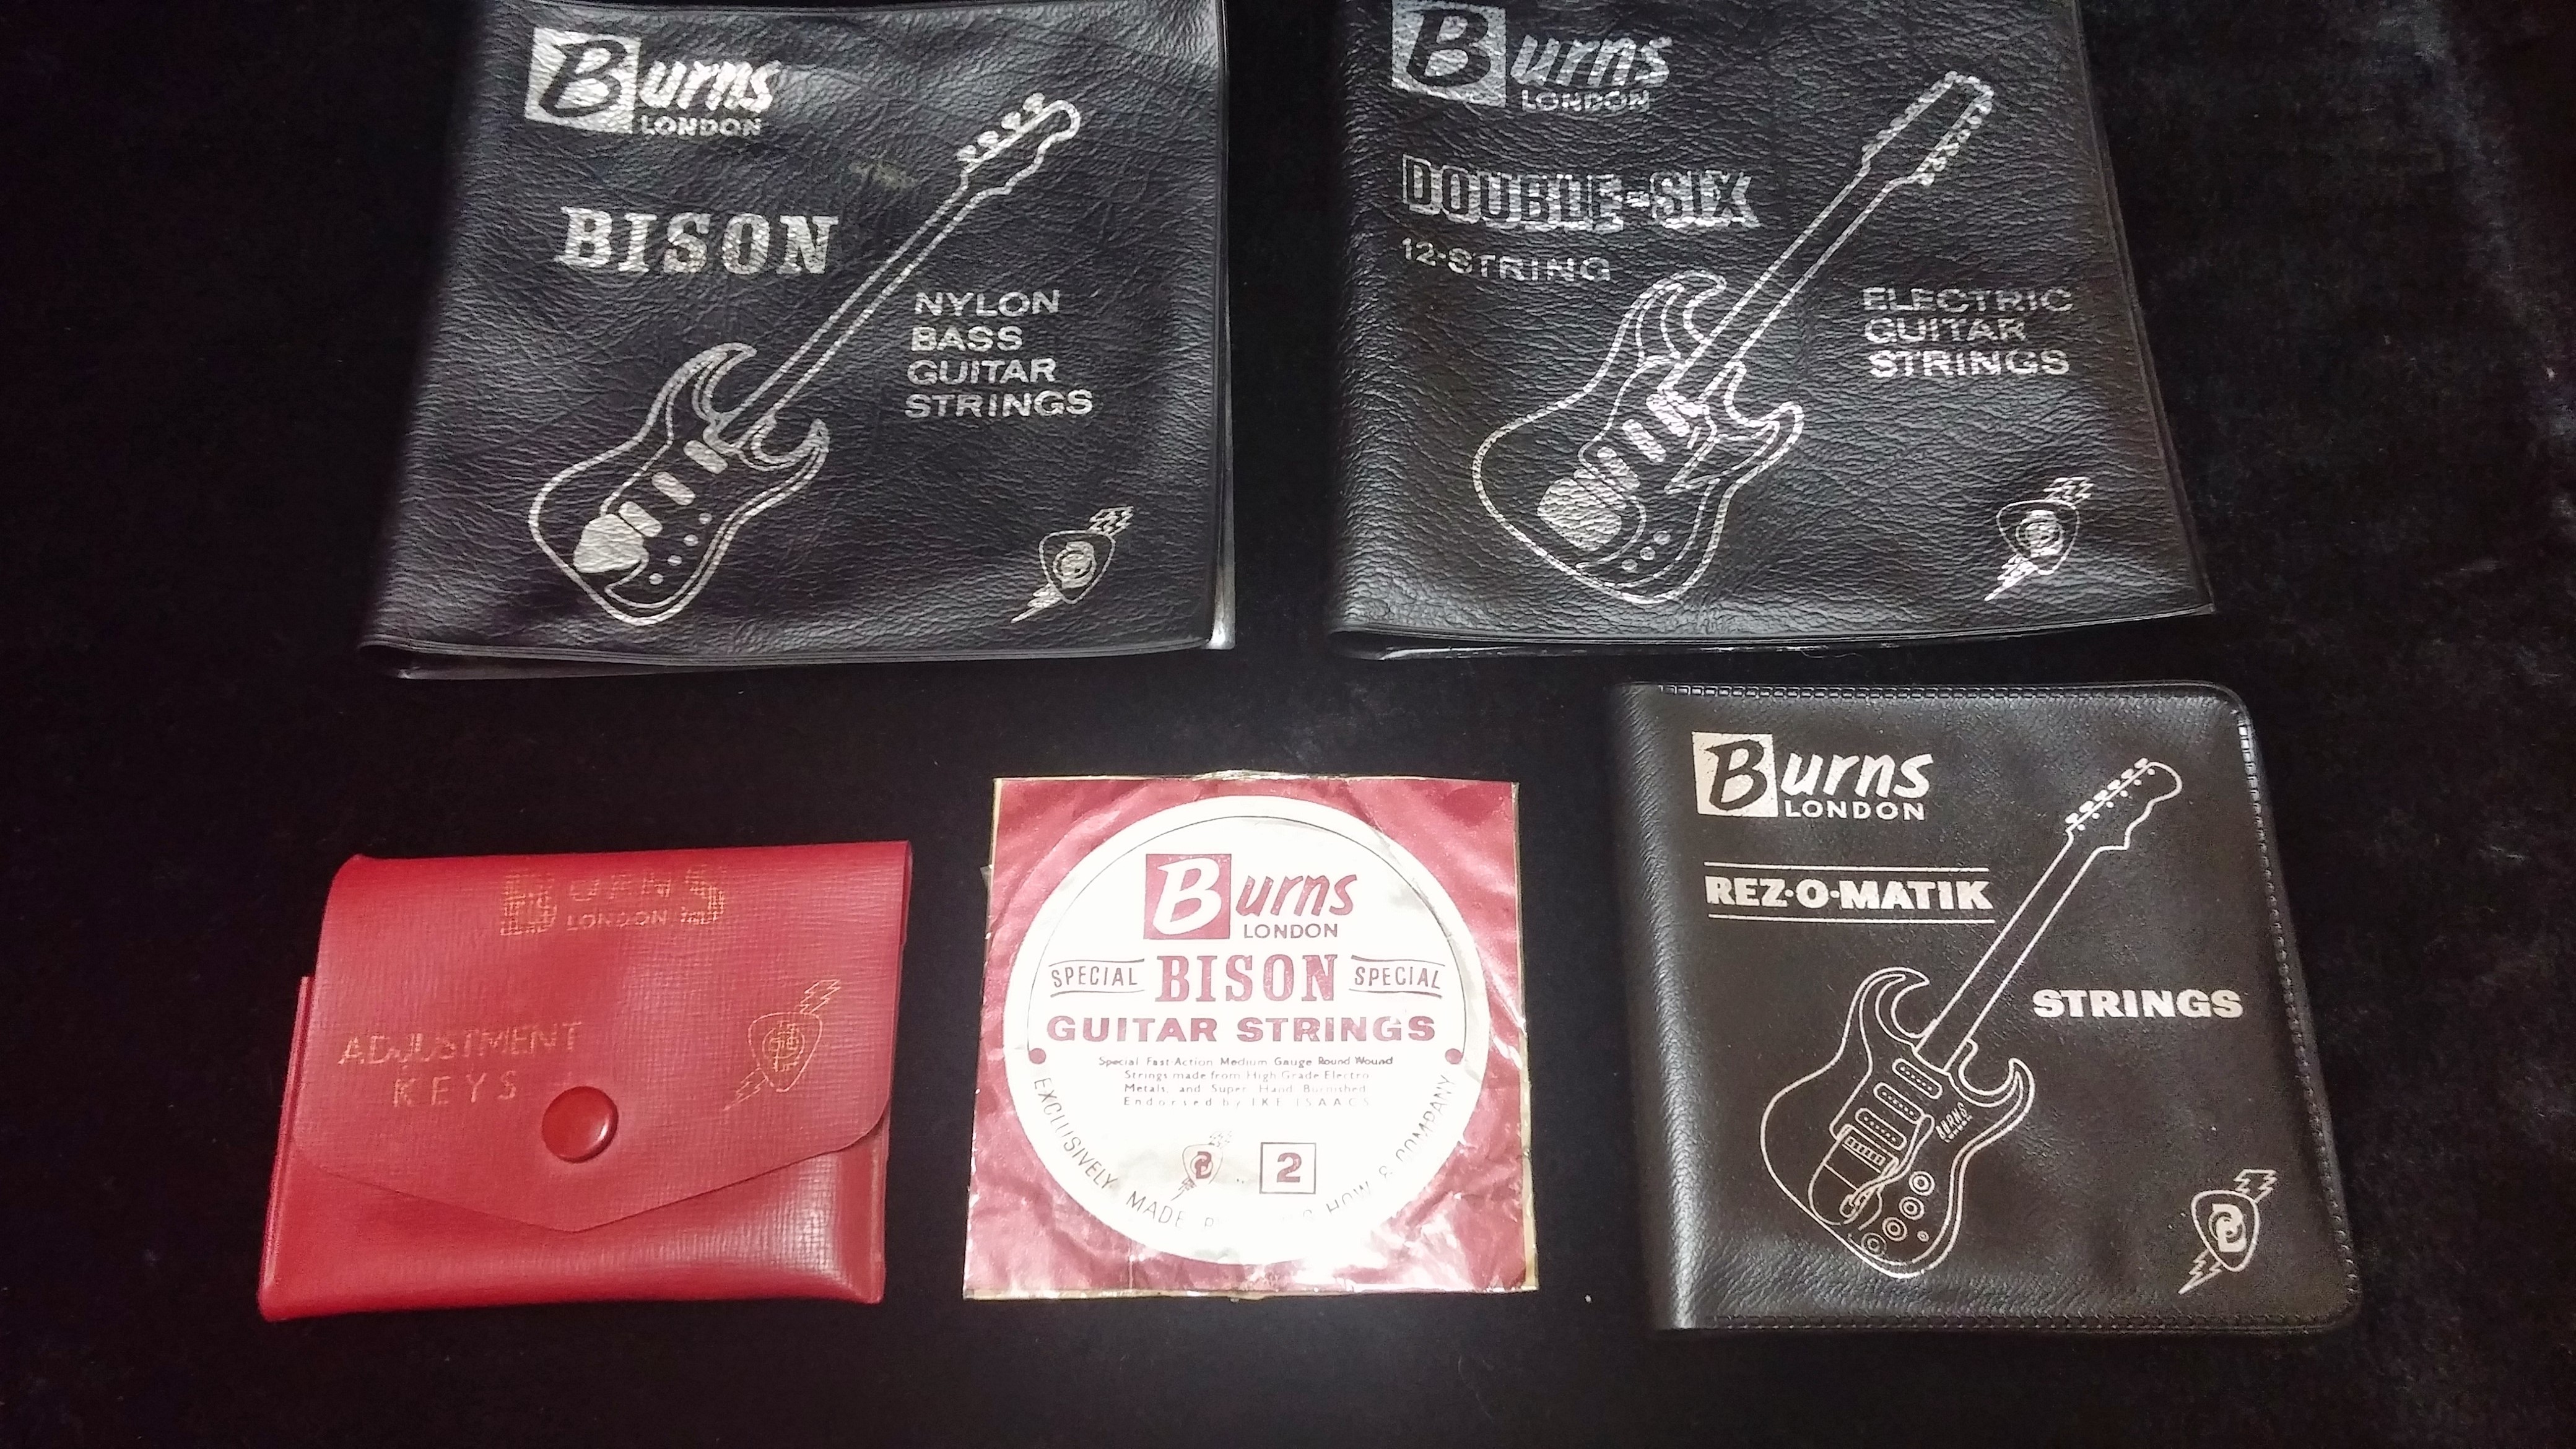 Burns
LONDON
BISON
NYLON
BASS
GUITAR
STRINGS
Burns
LONDON
DOUBLE-SIX
12-STRING
ELECTRIC
GUITAR
STRINGS
BURNS
LONDON
ADJUSTMENT
KEYS
Burns
LONDON
SPECIAL BISON SPECIAL
GUITAR STRINGS
Special Fast Action Medium Gauge Round Wound
Strings made from High Grade Electro
Metals, and Super Hand Burnished.
Endorsed by IKE ISAACS
2
EXCLUSIVELY MADE HOW & COMPANY
Burns
LONDON
REZ·O·MATIK
STRINGS
BURNS
LONDON